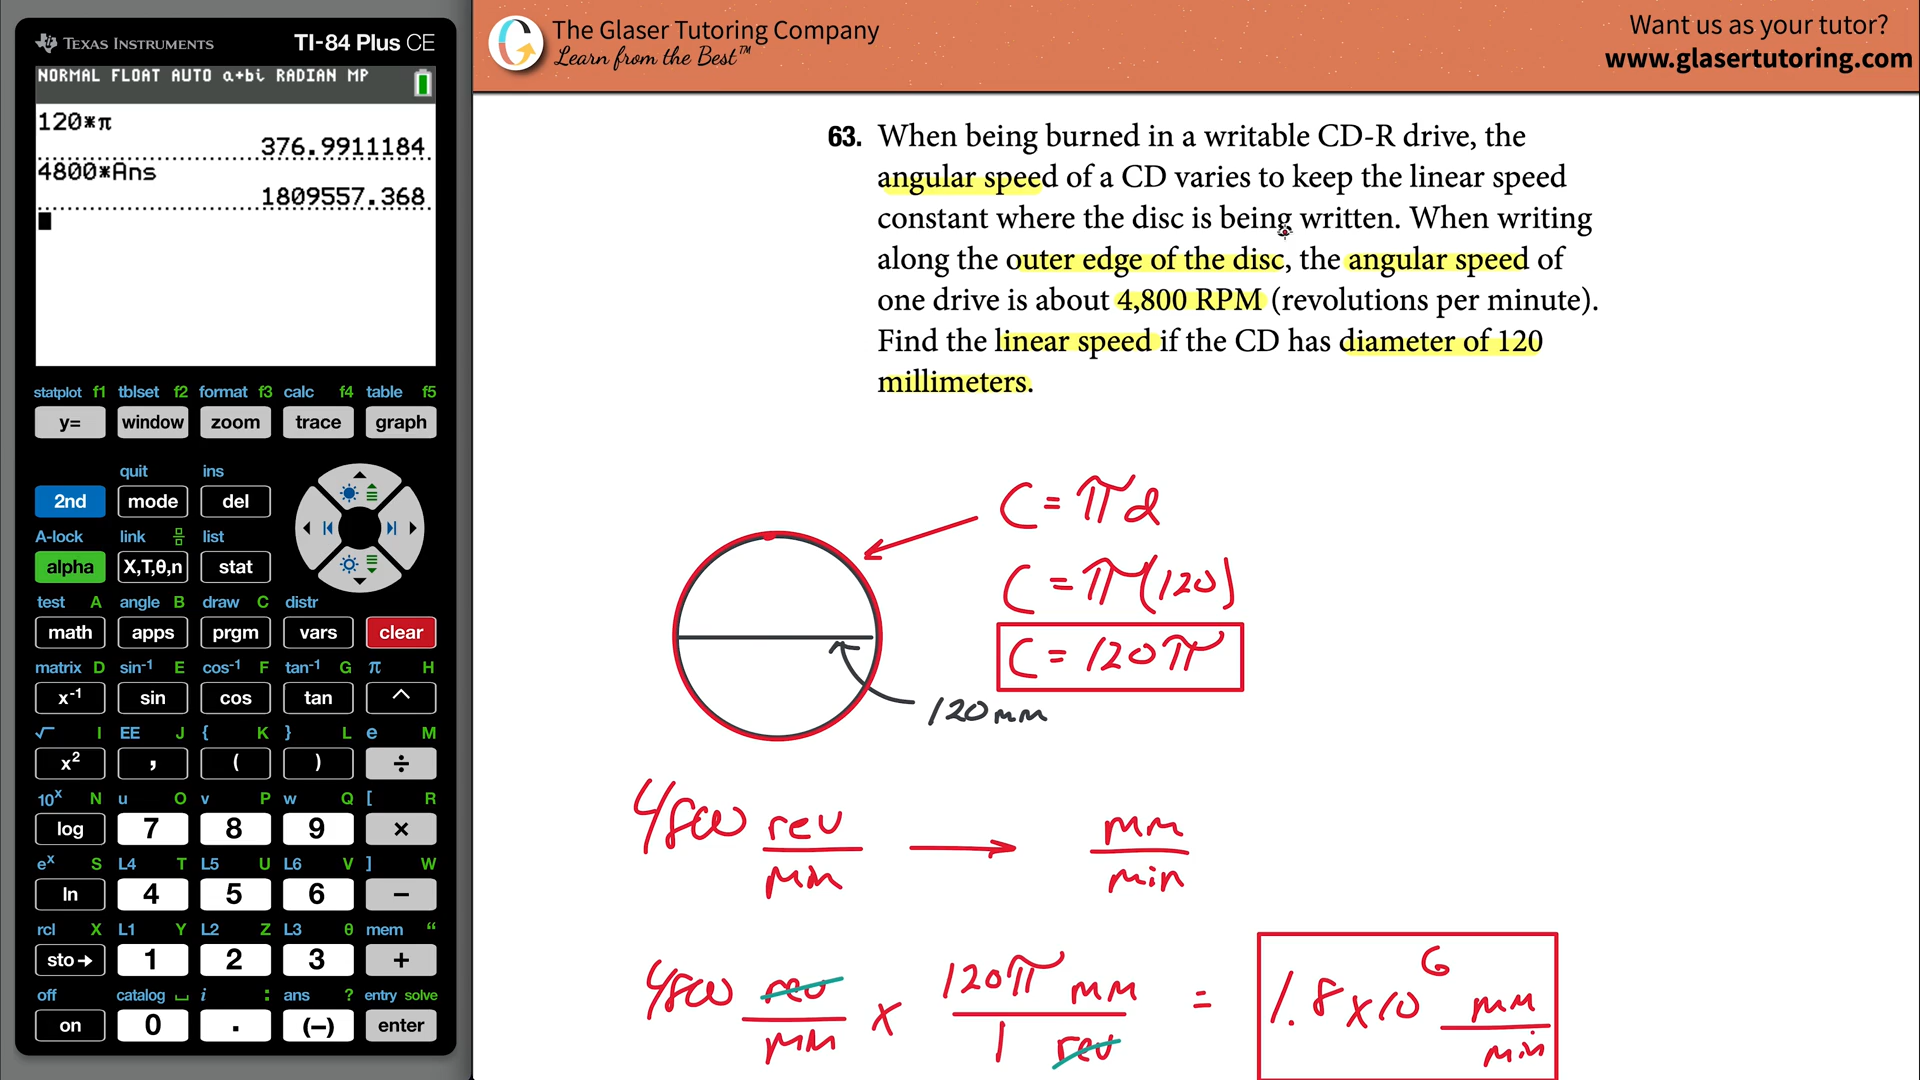 TEXAS INSTRUMENTS TI-84 Plus CE
NORMAL FLOAT AUTO a+bi RADIAN MP
120*π
376.9911184
4800*Ans
1809557.368
statplot f1 tblset f2 format f3 calc f4 table f5
y= window zoom trace graph
quit ins
2nd mode del
A-lock link list
alpha X,T,θ,n stat
test A angle B draw C distr
math apps prgm vars clear
matrix D sin⁻¹ E cos⁻¹ F tan⁻¹ G π H
x⁻¹ sin cos tan ^
√ I EE J { K } L e M
x² , ( ) ÷
10ˣ N u O v P w Q [ R
log 7 8 9 ×
eˣ S L4 T L5 U L6 V ] W
ln 4 5 6 −
rcl X L1 Y L2 Z L3 θ mem “
sto→ 1 2 3 +
off catalog ␣ i : ans ? entry solve
on 0 . (−) enter
The Glaser Tutoring Company
Learn from the Best™
Want us as your tutor?
www.glasertutoring.com
63. When being burned in a writable CD-R drive, the
angular speed of a CD varies to keep the linear speed
constant where the disc is being written. When writing
along the outer edge of the disc, the angular speed of
one drive is about 4,800 RPM (revolutions per minute).
Find the linear speed if the CD has diameter of 120
millimeters.
C = πd
C = π(120)
C = 120π
120mm
4800 rev/min → mm/min
4800 rev/min × 120π mm/1 rev = 1.8×10⁶ mm/min